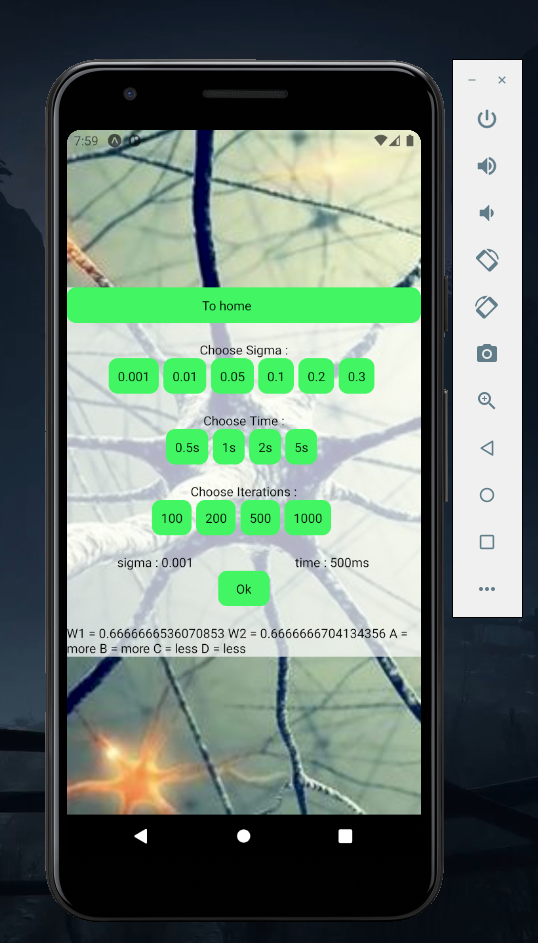 7:59
To home
Choose Sigma :
0.001 0.01 0.05 0.1 0.2 0.3
Choose Time :
0.5s 1s 2s 5s
Choose Iterations :
100 200 500 1000
sigma : 0.001 time : 500ms
Ok
W1 = 0.6666666536070853 W2 = 0.6666666704134356 A =
more B = more C = less D = less